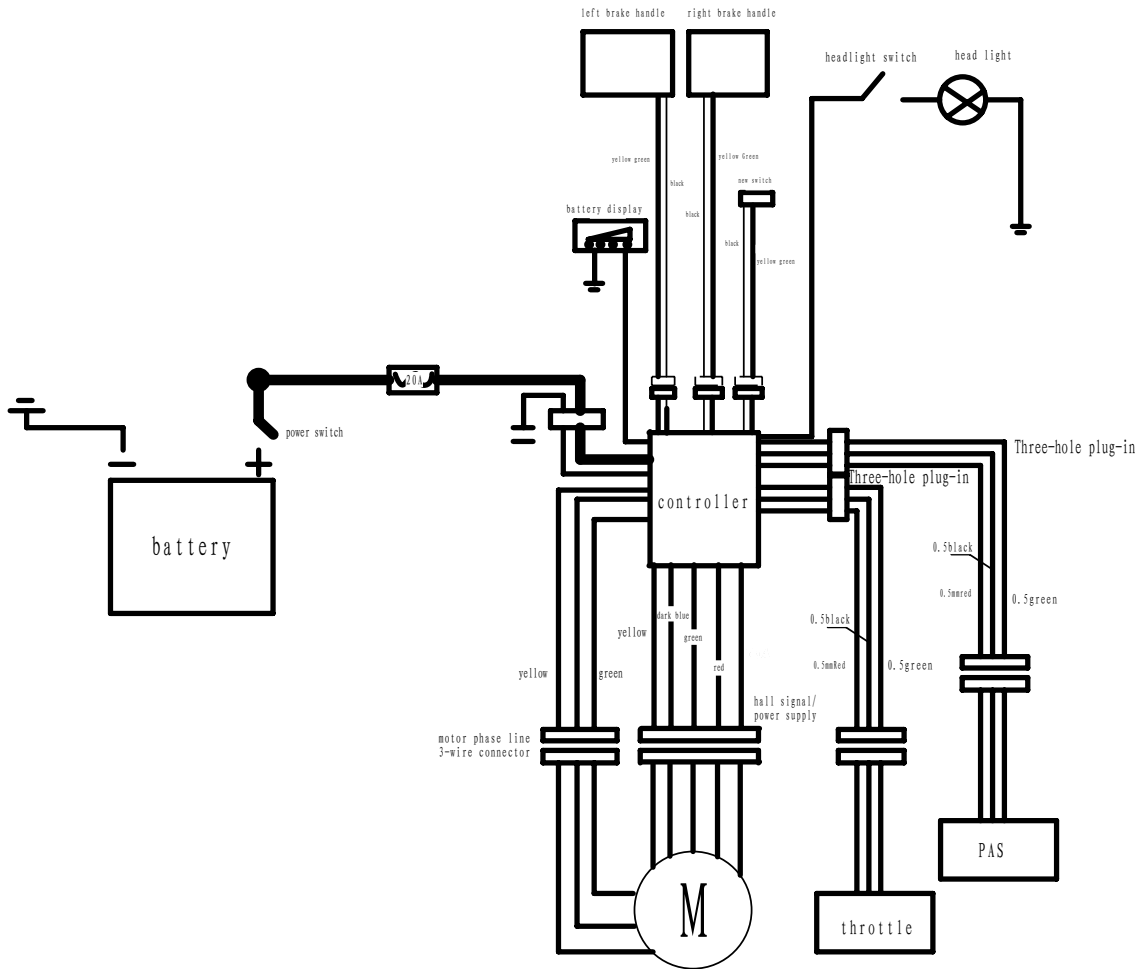 left brake handle
right brake handle
headlight switch
head light
yellow green
yellow Green
black
new switch
battery display
black
black
yellow green
20A
power switch
Three-hole plug-in
Three-hole plug-in
controller
battery
0.5black
0.5mmred
0.5green
dark blue
0.5black
yellow
green
red
0.5mmRed
0.5green
yellow
green
hall signal/
power supply
motor phase line
3-wire connector
PAS
M
throttle